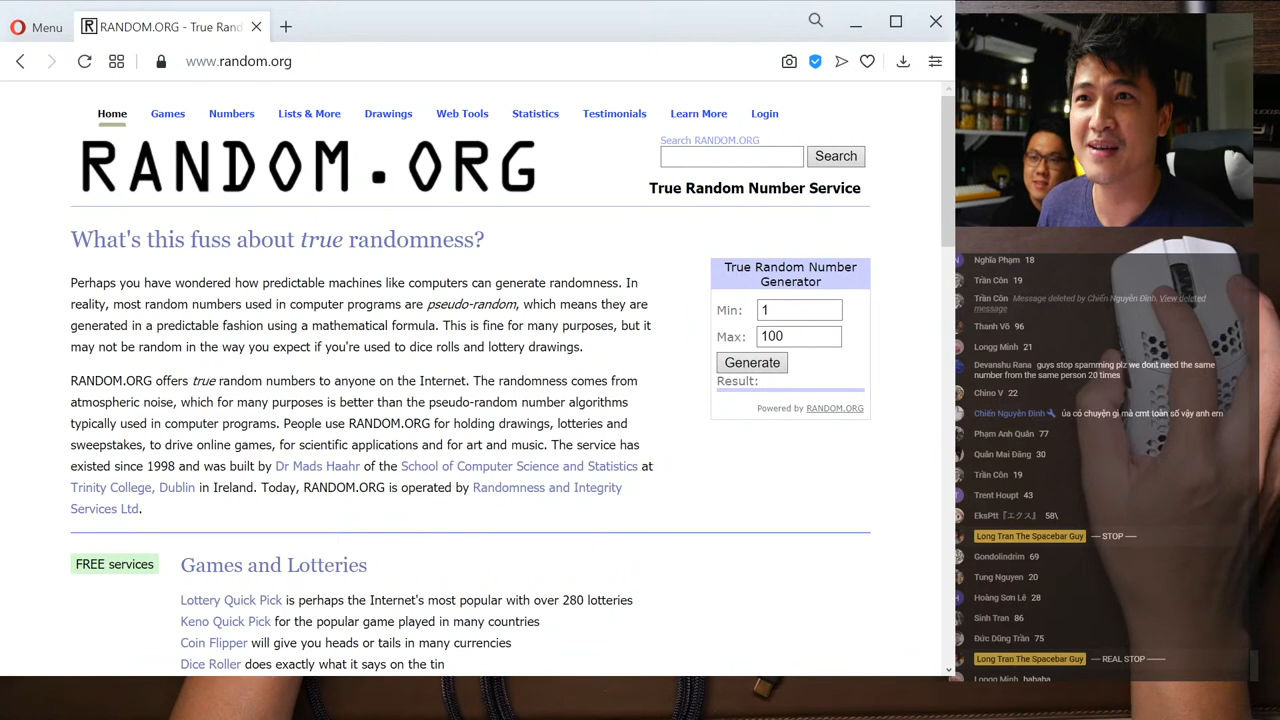 Menu
R RANDOM.ORG - True Rand
www.random.org
Home Games Numbers Lists & More Drawings Web Tools Statistics Testimonials Learn More Login
RANDOM.ORG
Search RANDOM.ORG
Search
True Random Number Service
What's this fuss about true randomness?
Perhaps you have wondered how predictable machines like computers can generate randomness. In
reality, most random numbers used in computer programs are pseudo-random, which means they
are generated in a predictable fashion using a mathematical formula. This is fine for many purposes, but it
may not be random in the way you expect if you're used to dice rolls and lottery drawings.
RANDOM.ORG offers true random numbers to anyone on the Internet. The randomness comes from
atmospheric noise, which for many purposes is better than the pseudo-random number algorithms
typically used in computer programs. People use RANDOM.ORG for holding drawings, lotteries and
sweepstakes, to drive online games, for scientific applications and for art and music. The service has
existed since 1998 and was built by Dr Mads Haahr of the School of Computer Science and Statistics at
Trinity College, Dublin in Ireland. Today, RANDOM.ORG is operated by Randomness and Integrity
Services Ltd.
True Random Number
Generator
Min: 1
Max: 100
Generate
Result:
Powered by RANDOM.ORG
FREE services
Games and Lotteries
Lottery Quick Pick is perhaps the Internet's most popular with over 280 lotteries
Keno Quick Pick for the popular game played in many countries
Coin Flipper will give you heads or tails in many currencies
Dice Roller does exactly what it says on the tin
Nghĩa Phạm 18
Trần Côn 19
Trần Côn Message deleted by Chiến Nguyễn Đình. View deleted
message
Thanh Võ 96
Longg Minh 21
Devanshu Rana guys stop spamming plz we dont need the same
number from the same person 20 times
Chino V 22
Chiến Nguyễn Đình úa có chuyện gì mà cmt toàn số vậy anh em
Phạm Anh Quân 77
Quân Mai Đăng 30
Trần Côn 19
Trent Houpt 43
EksPtt『エクス』 58\
Long Tran The Spacebar Guy ---- STOP ----
Gondolindrim 69
Tung Nguyen 20
Hoàng Sơn Lê 28
Sinh Tran 86
Đức Dũng Trần 75
Long Tran The Spacebar Guy ---- REAL STOP -----
Longg Minh hahaha